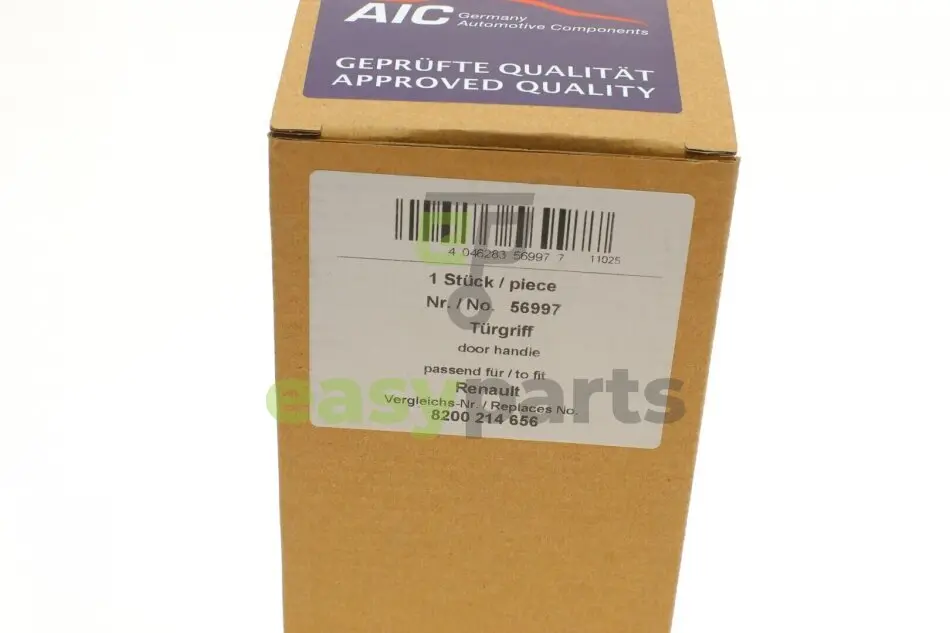 AIC Germany
Automotive Components
GEPRÜFTE QUALITÄT
APPROVED QUALITY
4 046283 56997 7 11025
1 Stück / piece
Nr. / No. 56997
Türgriff
door handle
passend für / to fit
Renault
easyparts
Vergleichs-Nr. / Replaces No.
8200 214 656